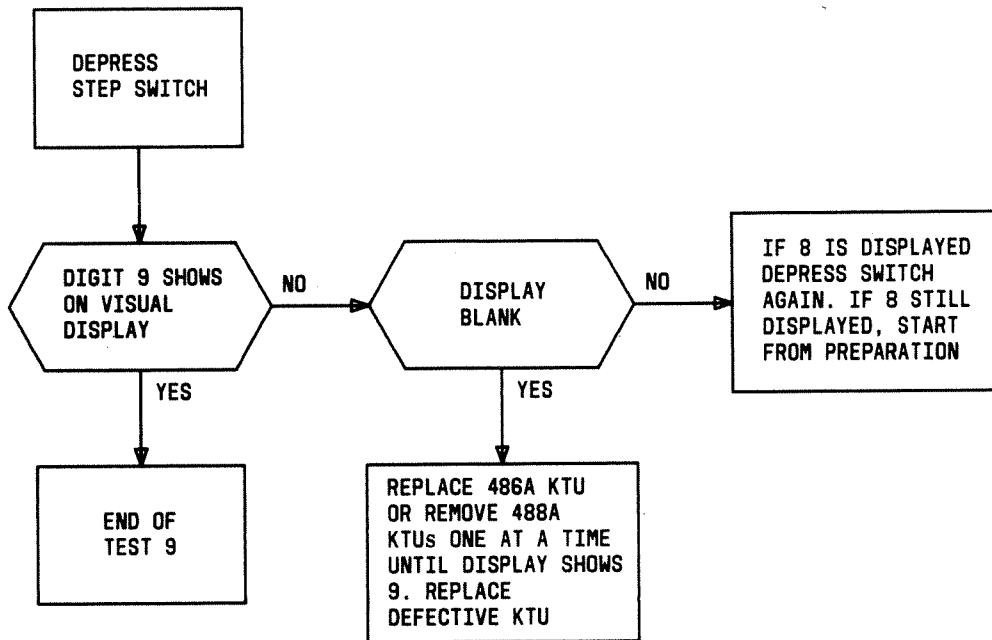 DEPRESS
STEP SWITCH
DIGIT 9 SHOWS
ON VISUAL
DISPLAY
NO
DISPLAY
BLANK
NO
IF 8 IS DISPLAYED
DEPRESS SWITCH
AGAIN. IF 8 STILL
DISPLAYED, START
FROM PREPARATION
YES
YES
END OF
TEST 9
REPLACE 486A KTU
OR REMOVE 488A
KTUs ONE AT A TIME
UNTIL DISPLAY SHOWS
9. REPLACE
DEFECTIVE KTU